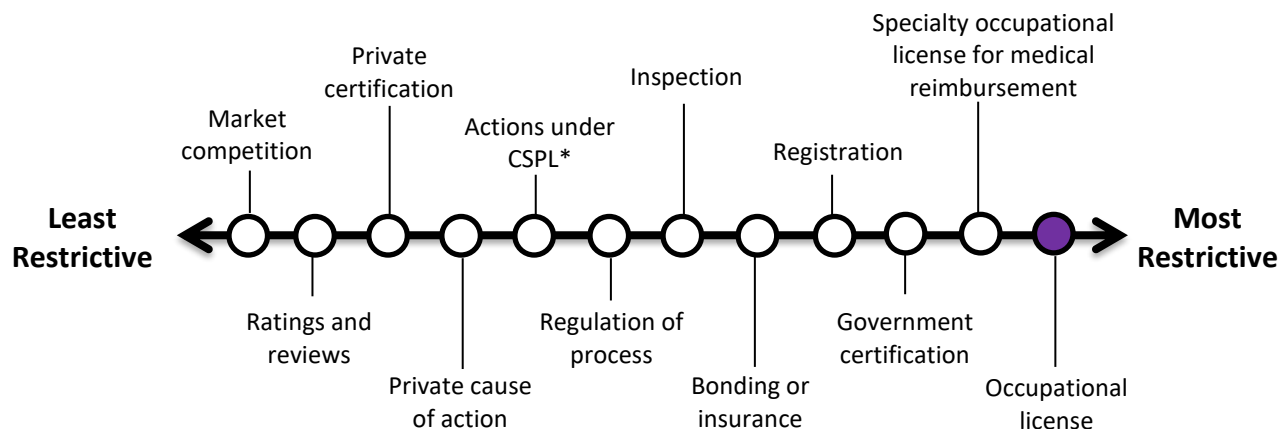 Specialty occupational
license for medical
reimbursement
Private
certification
Inspection
Market
competition
Actions under
CSPL*
Registration
Least
Restrictive
Most
Restrictive
Ratings and
reviews
Regulation of
process
Government
certification
Private cause
of action
Bonding or
insurance
Occupational
license